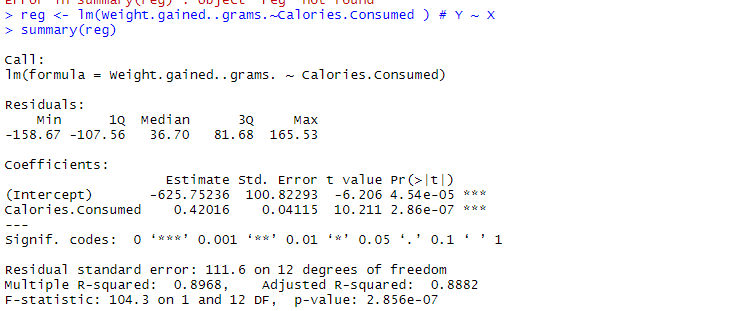 Error in summary(reg) : object 'reg' not found
> reg <- lm(Weight.gained..grams.~Calories.Consumed ) # Y ~ X
> summary(reg)
Call:
lm(formula = Weight.gained..grams. ~ Calories.Consumed)
Residuals:
Min 1Q Median 3Q Max
-158.67 -107.56 36.70 81.68 165.53
Coefficients:
Estimate Std. Error t value Pr(>|t|)
(Intercept) -625.75236 100.82293 -6.206 4.54e-05 ***
Calories.Consumed 0.42016 0.04115 10.211 2.86e-07 ***
---
Signif. codes: 0 ‘***’ 0.001 ‘**’ 0.01 ‘*’ 0.05 ‘.’ 0.1 ‘ ’ 1
Residual standard error: 111.6 on 12 degrees of freedom
Multiple R-squared: 0.8968, Adjusted R-squared: 0.8882
F-statistic: 104.3 on 1 and 12 DF, p-value: 2.856e-07